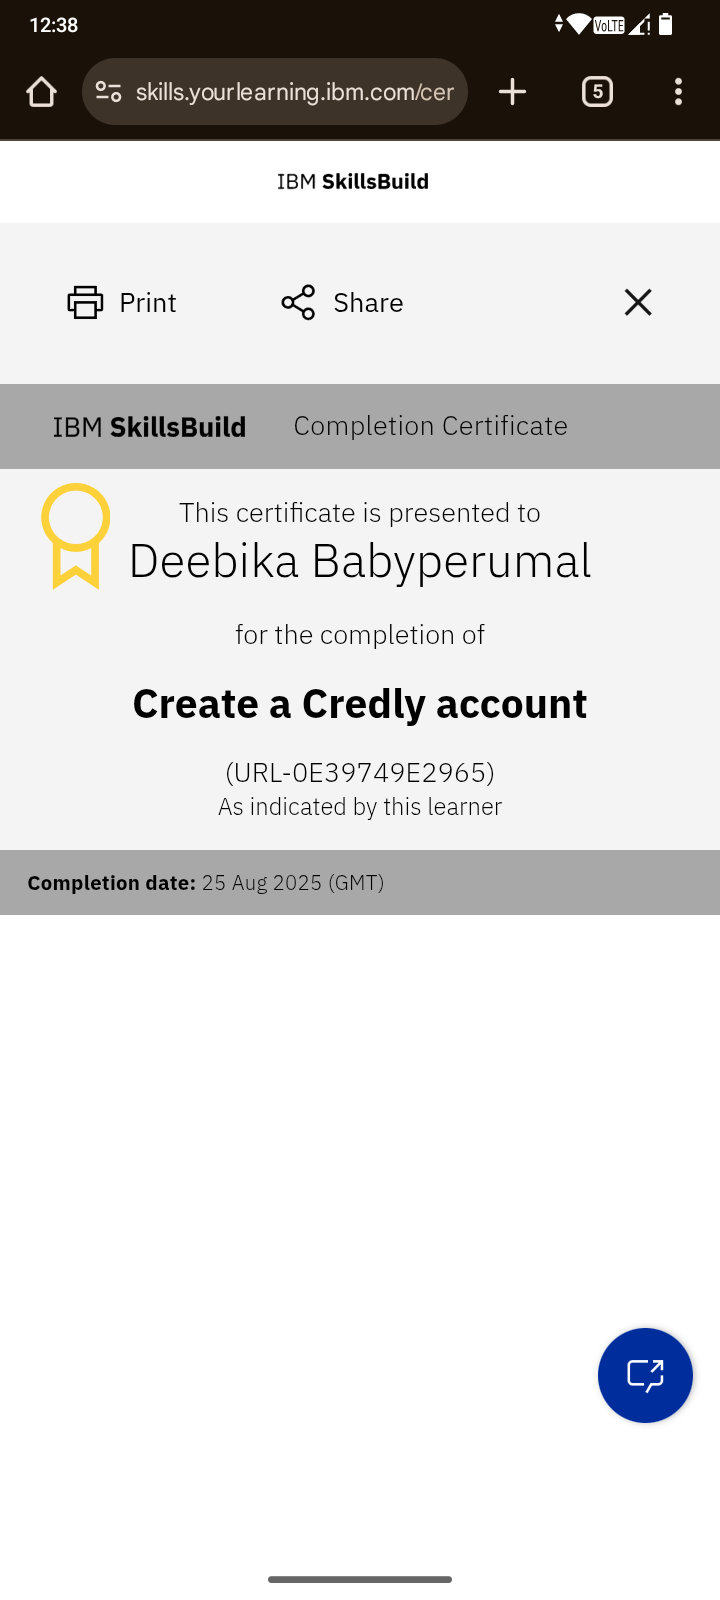 12:38
VoLTE
skills.yourlearning.ibm.com/cer
5
IBM SkillsBuild
Print
Share
IBM SkillsBuild
Completion Certificate
This certificate is presented to
Deebika Babyperumal
for the completion of
Create a Credly account
(URL-0E39749E2965)
As indicated by this learner
Completion date: 25 Aug 2025 (GMT)